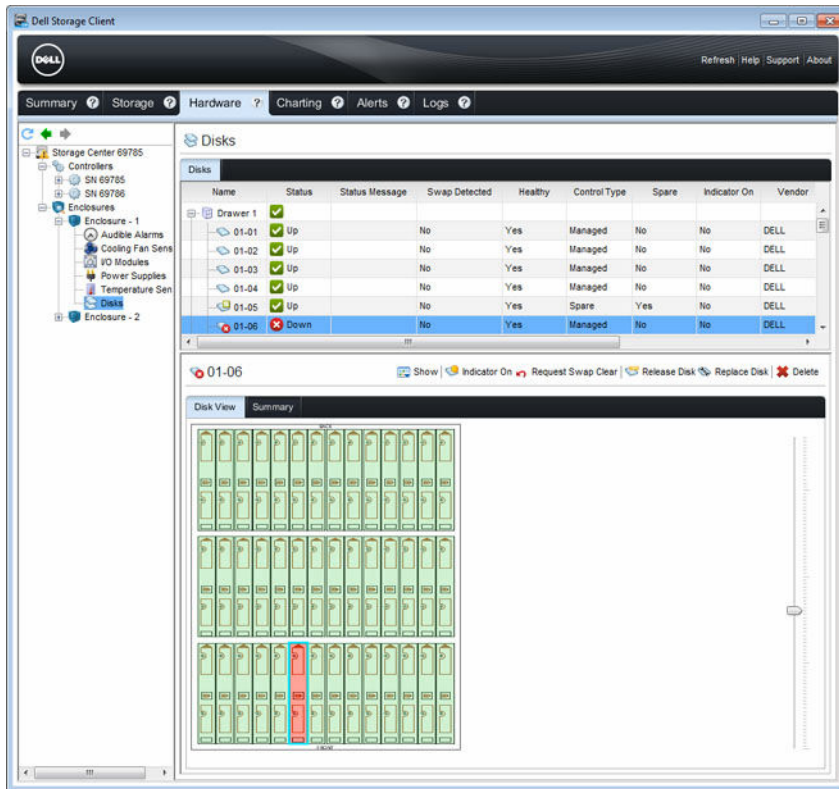 Dell Storage Client
DELL
Refresh Help Support About
Summary ? Storage ? Hardware ? Charting ? Alerts ? Logs ?
Storage Center 69785
Controllers
SN 69785
SN 69786
Enclosures
Enclosure - 1
Audible Alarms
Cooling Fan Sens
I/O Modules
Power Supplies
Temperature Sen
Disks
Enclosure - 2
Disks
Disks
Name Status Status Message Swap Detected Healthy Control Type Spare Indicator On Vendor
Drawer 1
01-01 Up No Yes Managed No No DELL
01-02 Up No Yes Managed No No DELL
01-03 Up No Yes Managed No No DELL
01-04 Up No Yes Managed No No DELL
01-05 Up No Yes Spare Yes No DELL
01-06 Down No Yes Managed No No DELL
01-06
Show Indicator On Request Swap Clear Release Disk Replace Disk Delete
Disk View Summary
BACK
FRONT